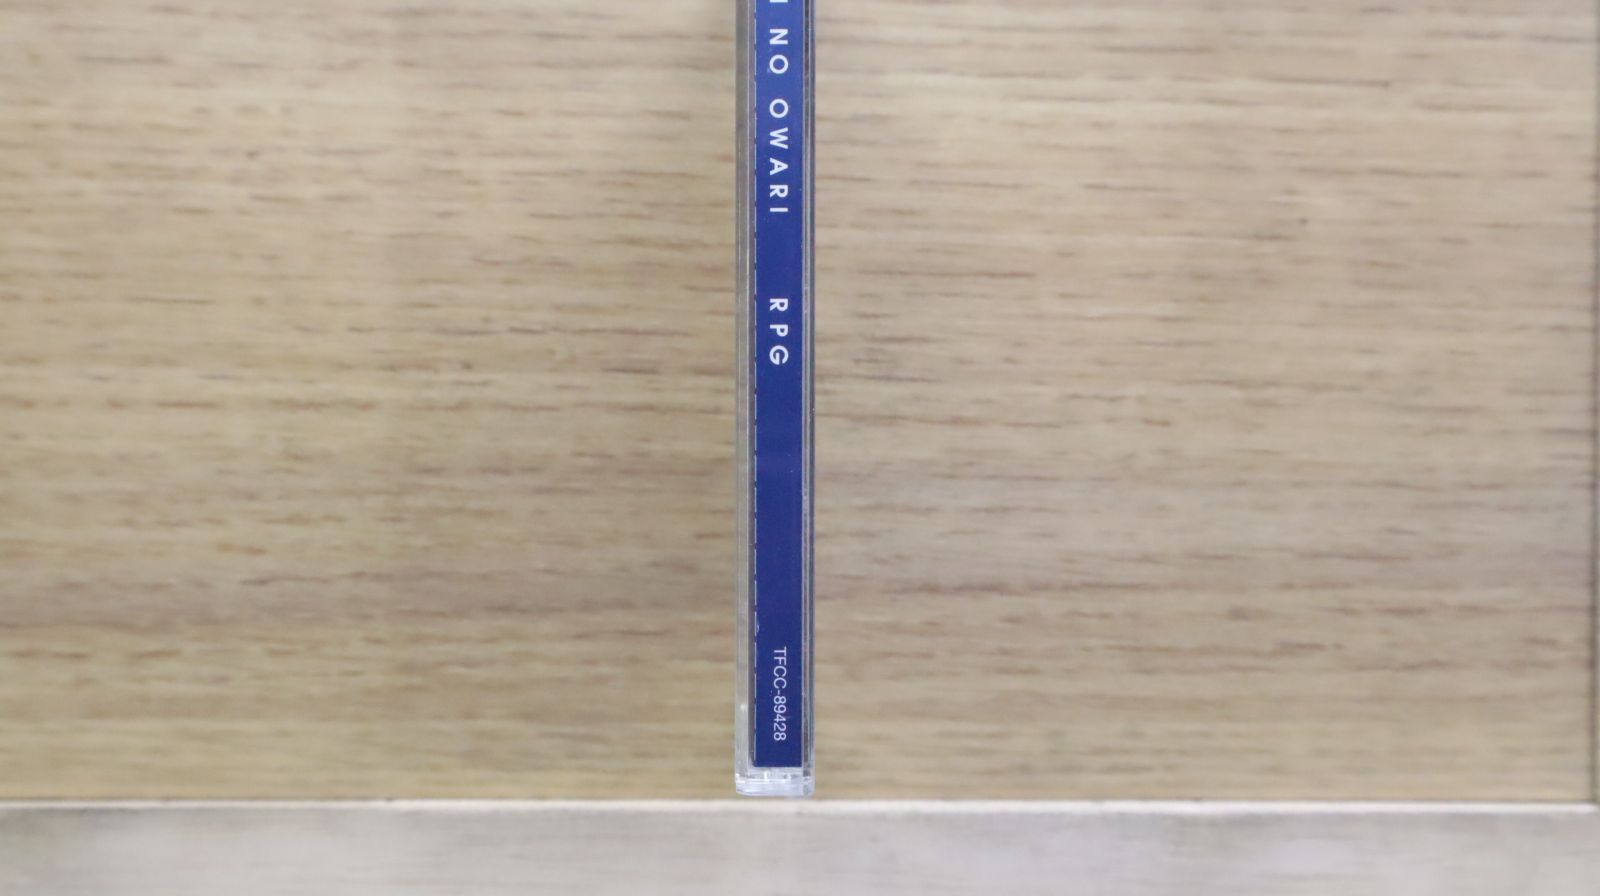 I NO OWARI RPG
TFCC-89428